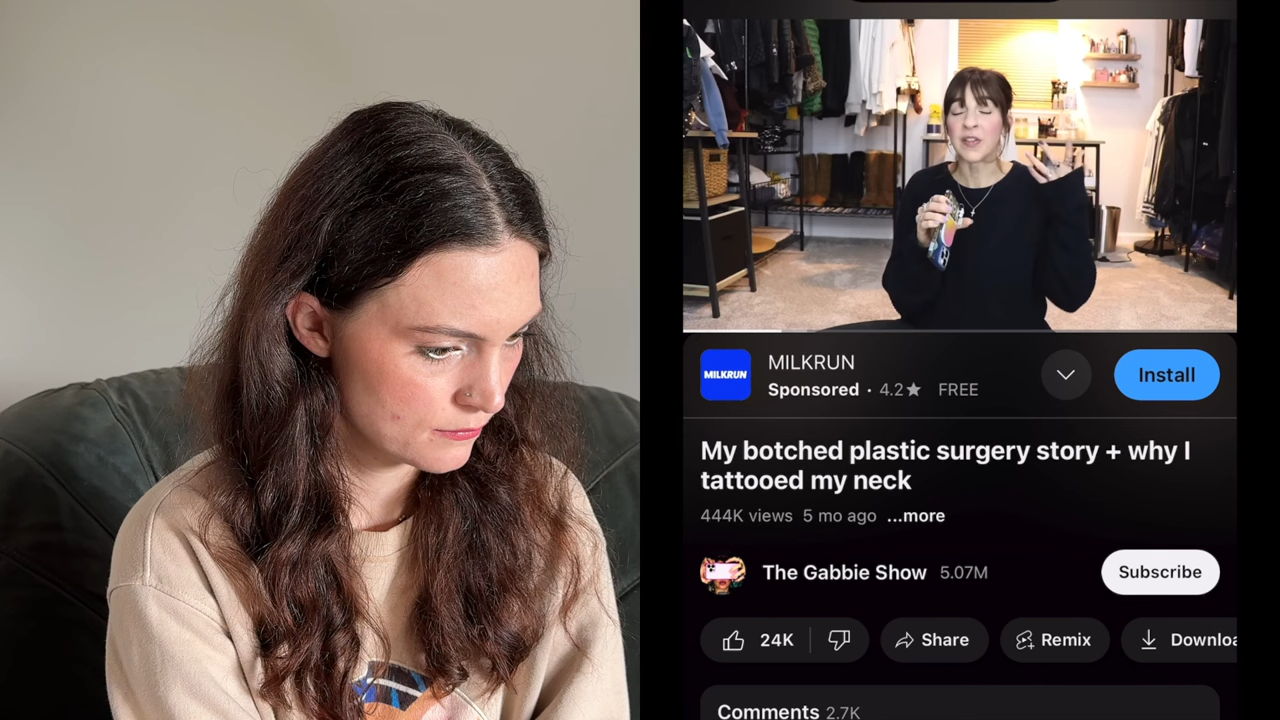 MILKRUN
MILKRUN
Sponsored · 4.2★ FREE
Install
My botched plastic surgery story + why I
tattooed my neck
444K views 5 mo ago ...more
The Gabbie Show 5.07M
Subscribe
24K
Share
Remix
Downloa
Comments 2.7K